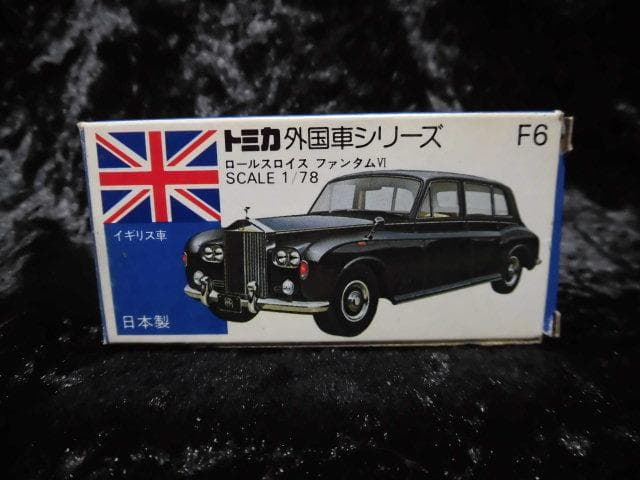 トミカ 外国車シリーズ F6
ロールスロイス ファンタムⅥ
SCALE 1/78
イギリス車
日本製